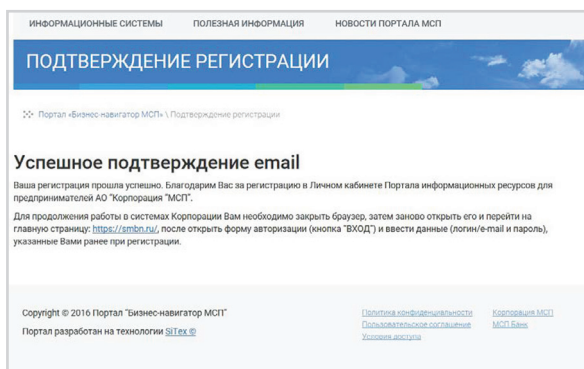 ИНФОРМАЦИОННЫЕ СИСТЕМЫ ПОЛЕЗНАЯ ИНФОРМАЦИЯ НОВОСТИ ПОРТАЛА МСП
ПОДТВЕРЖДЕНИЕ РЕГИСТРАЦИИ
Портал «Бизнес-навигатор МСП» \ Подтверждение регистрации
Успешное подтверждение email
Ваша регистрация прошла успешно. Благодарим Вас за регистрацию в Личном кабинете Портала информационных ресурсов для
предпринимателей АО "Корпорация "МСП".
Для продолжения работы в системах Корпорации Вам необходимо закрыть браузер, затем заново открыть его и перейти на
главную страницу: https://smbn.ru/, после открыть форму авторизации (кнопка "ВХОД") и ввести данные (логин/e-mail и пароль),
указанные Вами ранее при регистрации.
Copyright © 2016 Портал "Бизнес-навигатор МСП"
Портал разработан на технологии SiTex ©
Политика конфиденциальности
Пользовательское соглашение
Условия доступа
Корпорация МСП
МСП Банк